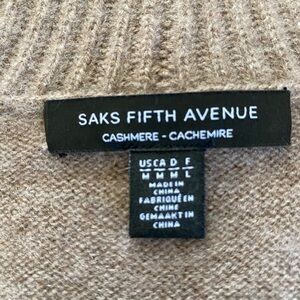 SAKS FIFTH AVENUE
CASHMERE - CACHEMIRE
US CA D F
M M M L
MADE IN
CHINA
FABRIQUÉ EN
CHINE
GEMAAKT IN
CHINA